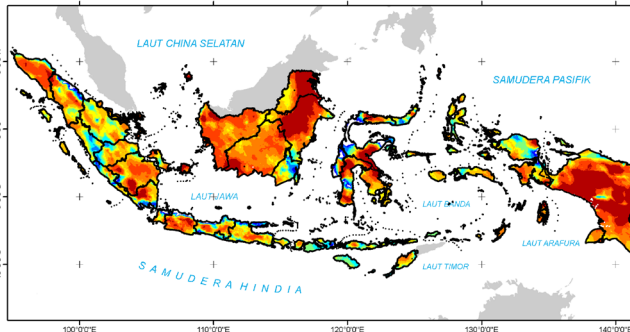 LAUT CHINA SELATAN
SAMUDERA PASIFIK
LAUT JAWA
LAUT BANDA
LAUT ARAFURA
LAUT TIMOR
SAMUDERA HINDIA
100°0'0"E 110°0'0"E 120°0'0"E 130°0'0"E 140°0'